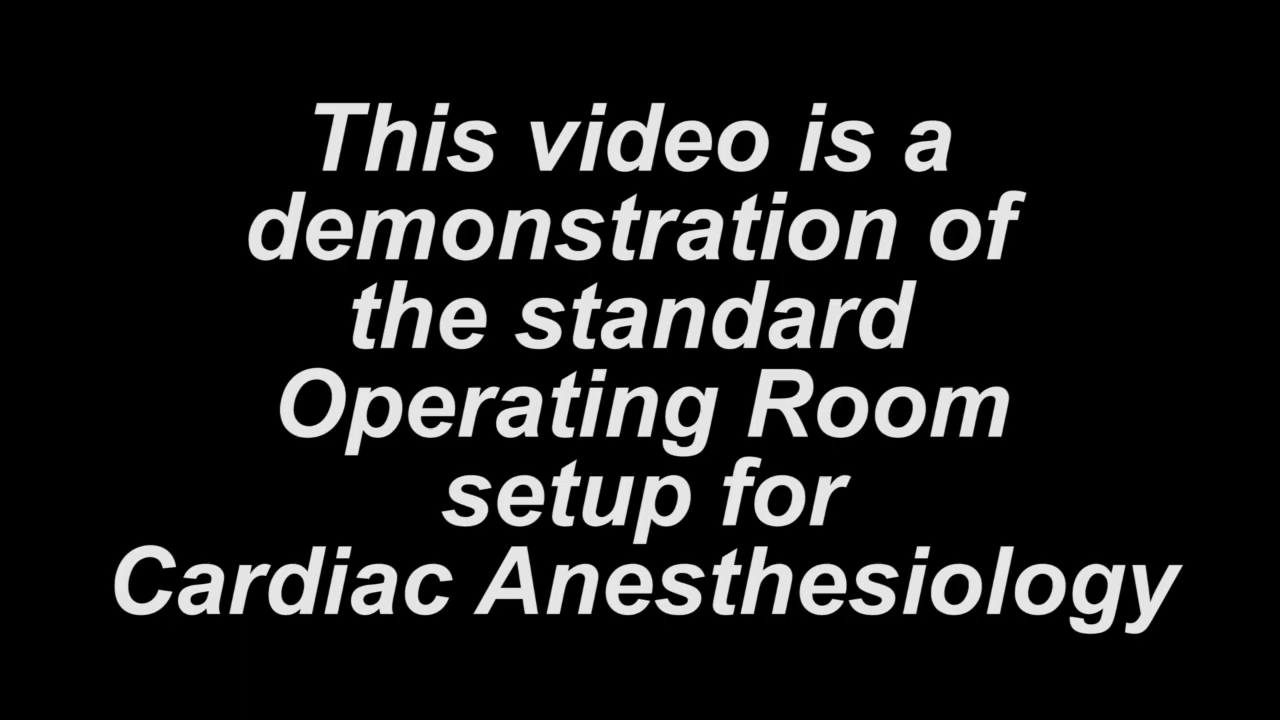 This video is a
demonstration of
the standard
Operating Room
setup for
Cardiac Anesthesiology